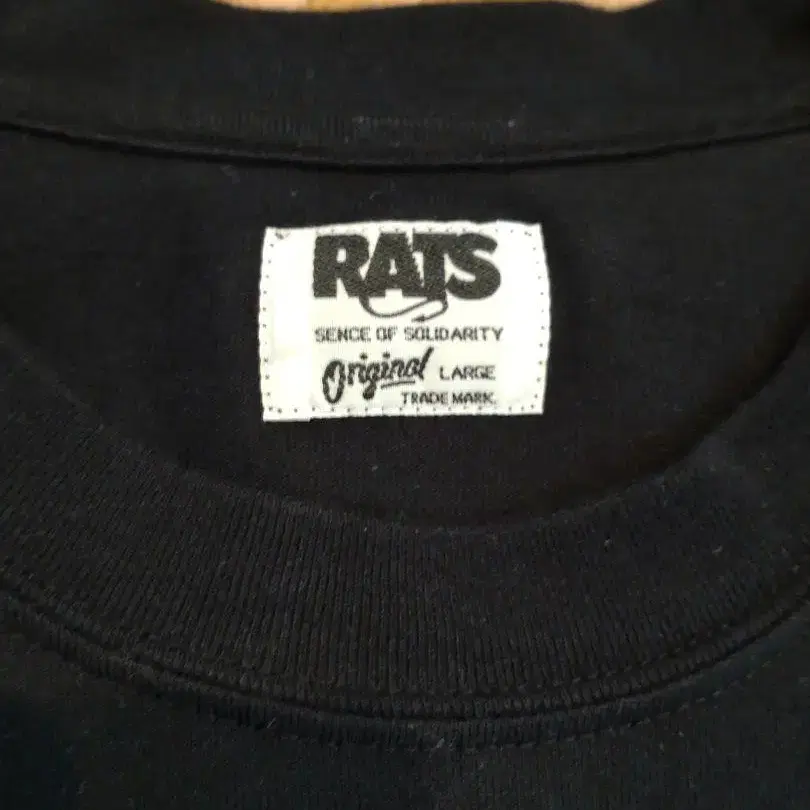 RATS
SENCE OF SOLIDARITY
Original LARGE
TRADE MARK.